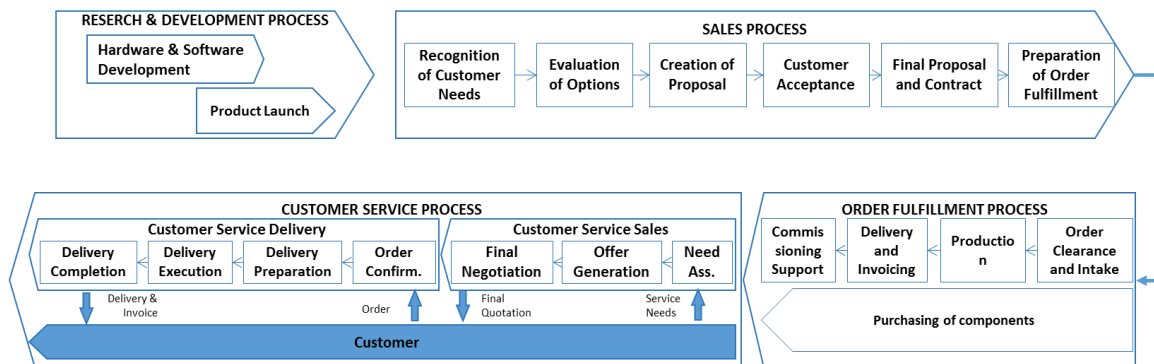 RESERCH & DEVELOPMENT PROCESS
Hardware & Software
Development
Product Launch
SALES PROCESS
Recognition
of Customer
Needs
Evaluation
of Options
Creation of
Proposal
Customer
Acceptance
Final Proposal
and Contract
Preparation
of Order
Fulfillment
CUSTOMER SERVICE PROCESS
Customer Service Delivery
Delivery
Completion
Delivery
Execution
Delivery
Preparation
Order
Confirm.
Customer Service Sales
Final
Negotiation
Offer
Generation
Need
Ass.
Delivery &
Invoice
Order
Final
Quotation
Service
Needs
Customer
ORDER FULFILLMENT PROCESS
Commis
sioning
Support
Delivery
and
Invoicing
Productio
n
Order
Clearance
and Intake
Purchasing of components